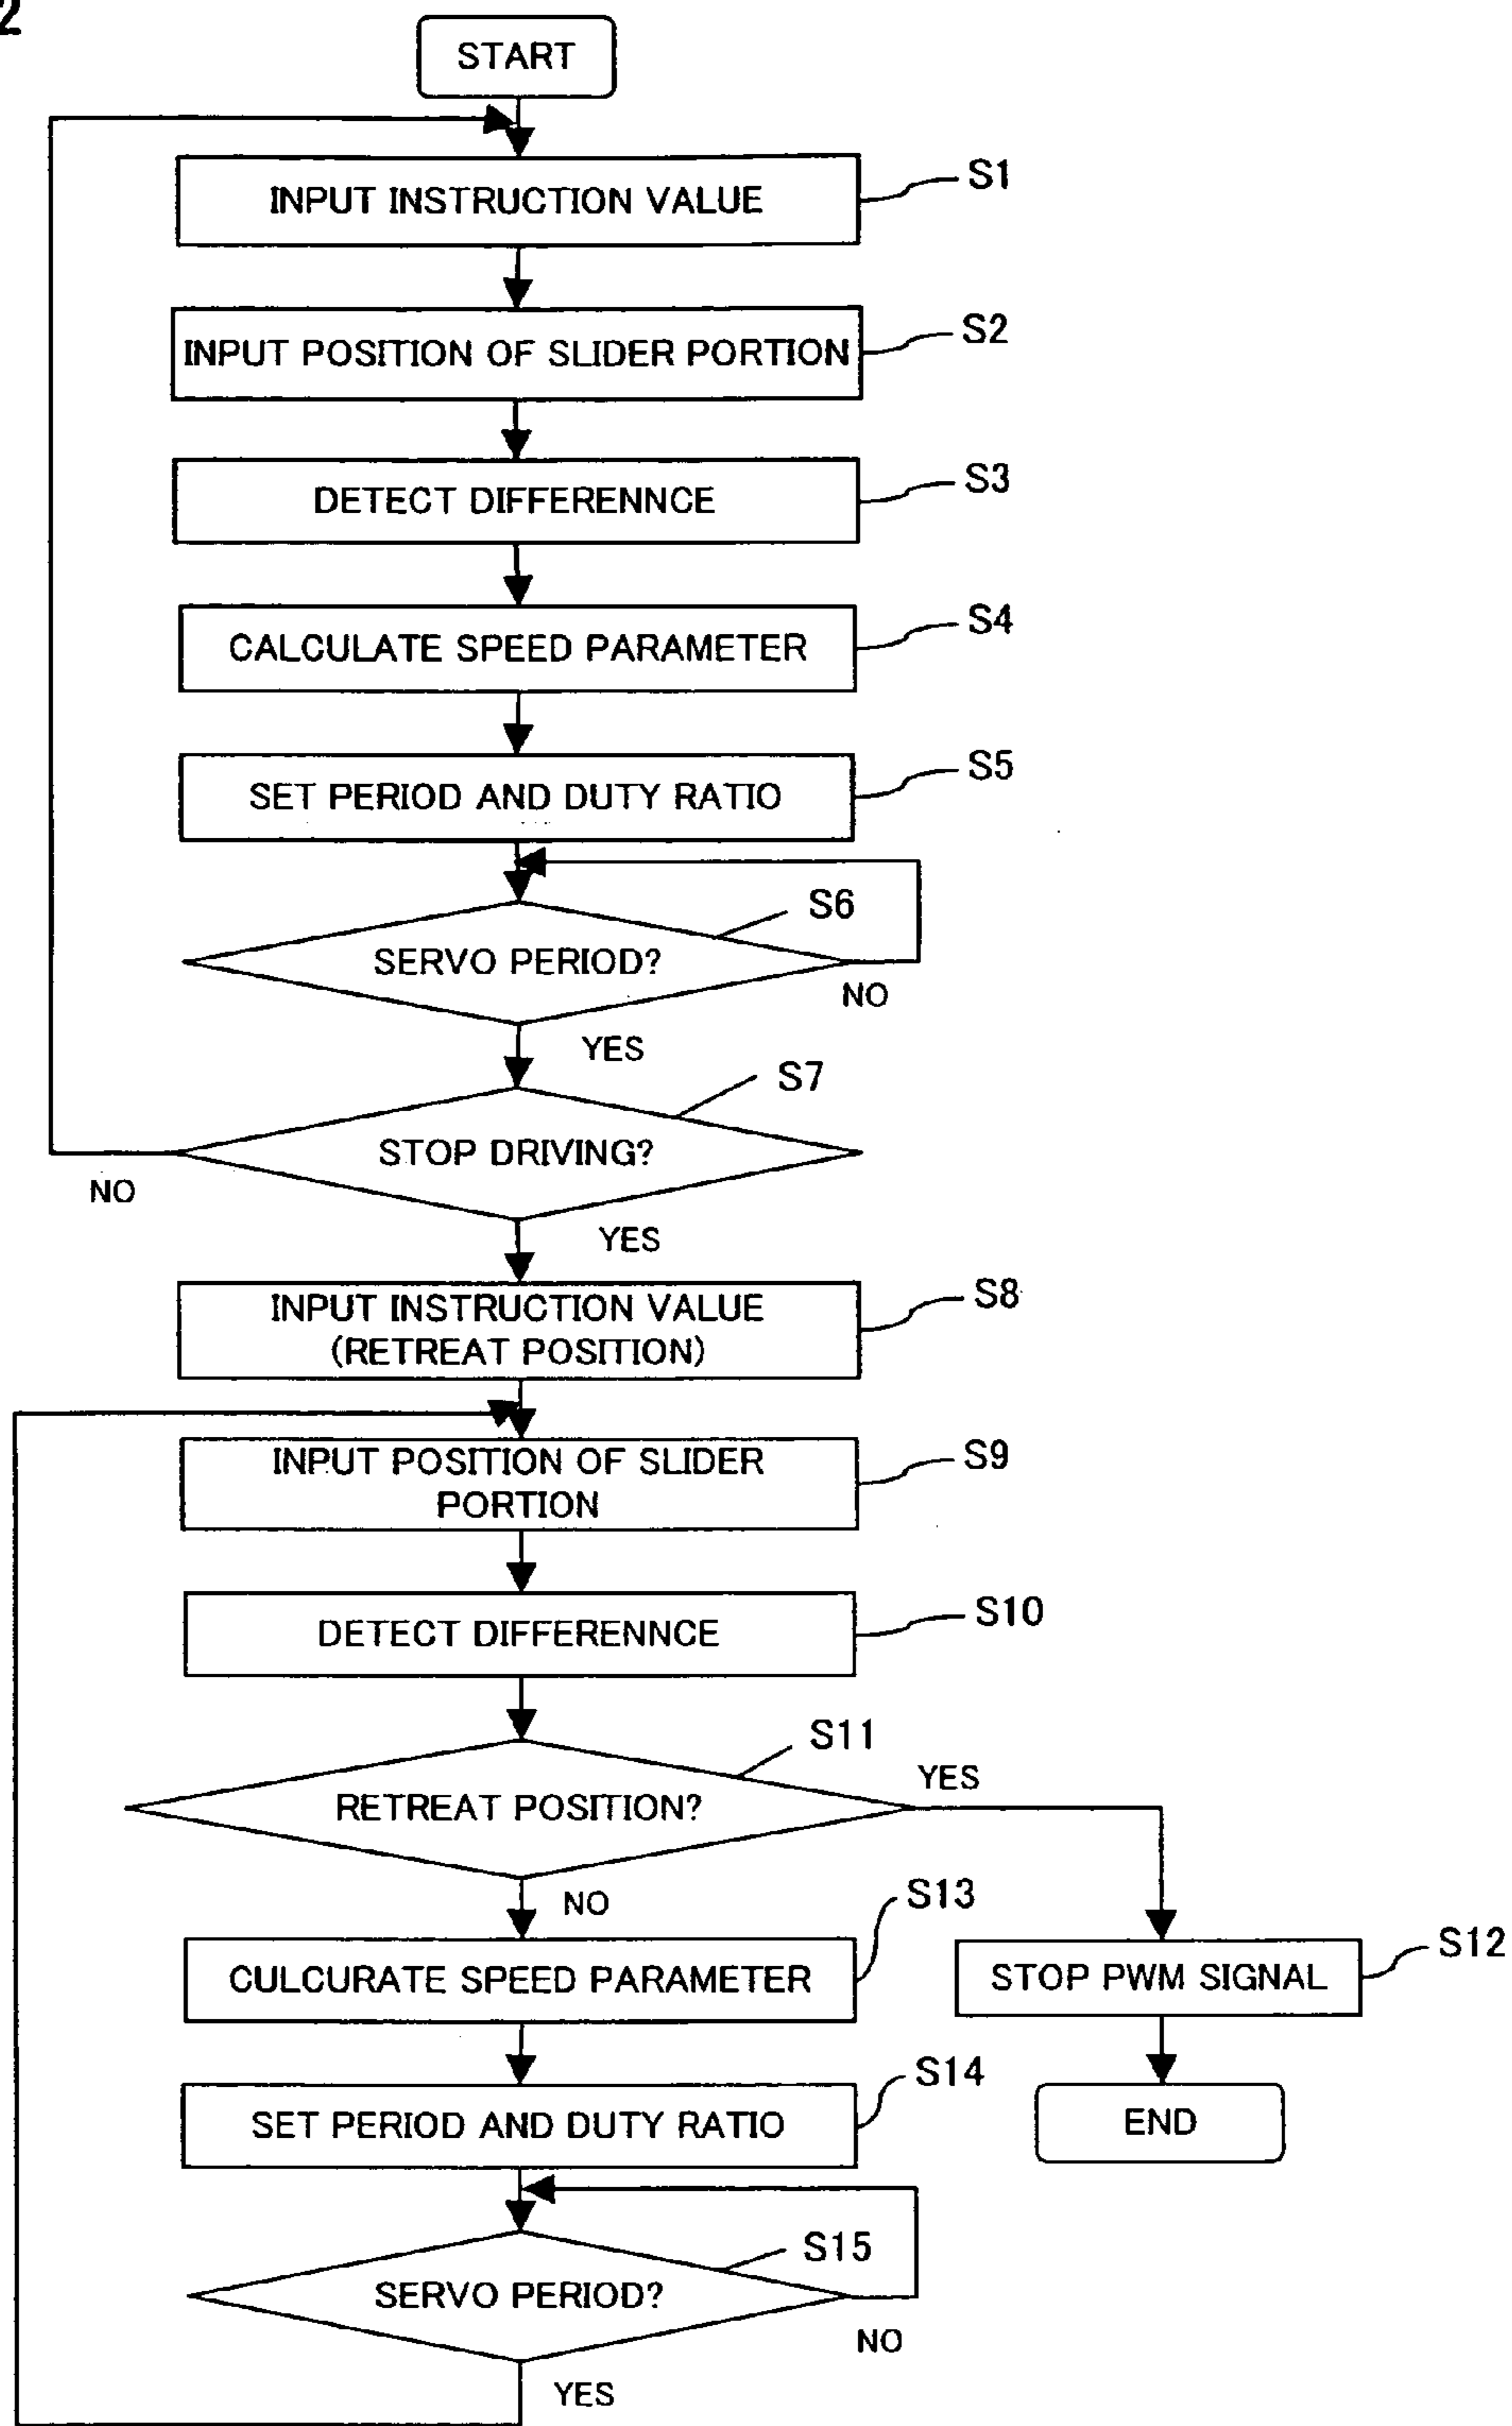 2
START
INPUT INSTRUCTION VALUE
S1
INPUT POSITION OF SLIDER PORTION
S2
DETECT DIFFERENNCE
S3
CALCULATE SPEED PARAMETER
S4
SET PERIOD AND DUTY RATIO
S5
S6
SERVO PERIOD?
NO
YES
S7
STOP DRIVING?
NO
YES
INPUT INSTRUCTION VALUE
(RETREAT POSITION)
S8
INPUT POSITION OF SLIDER
PORTION
S9
DETECT DIFFERENNCE
S10
S11
YES
RETREAT POSITION?
NO
S13
CULCURATE SPEED PARAMETER
STOP PWM SIGNAL
S12
S14
SET PERIOD AND DUTY RATIO
END
S15
SERVO PERIOD?
NO
YES